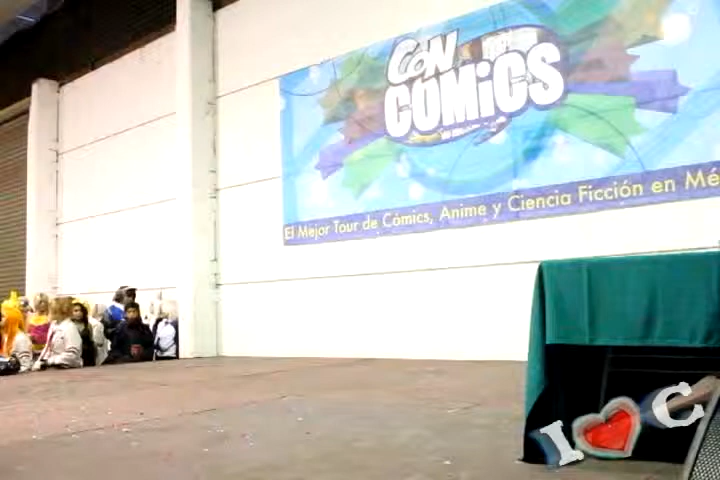 CON
CÓMiCS
El Mejor Tour de Cómics, Anime y Ciencia Ficción en Mé
I ❤ C